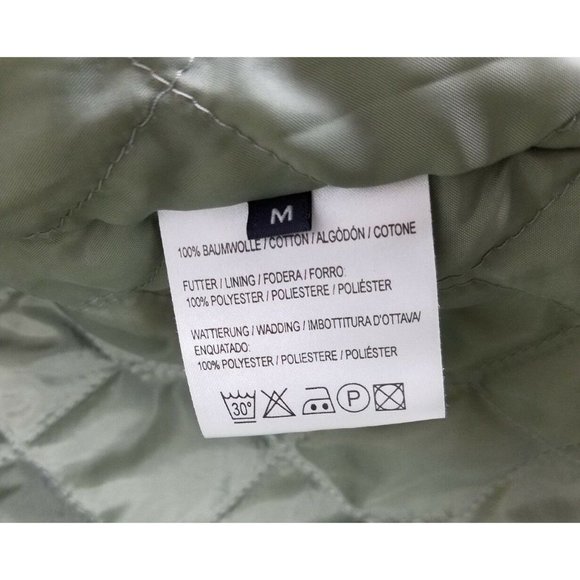 M
100% BAUMWOLLE / COTTON / ALGÒDÒN / COTONE
FUTTER / LINING / FODERA / FORRO:
100% POLYESTER / POLIESTERE / POLIÉSTER
WATTIERUNG / WADDING / IMBOTTITURA D'OTTAVA/
ENQUATADO:
100% POLYESTER / POLIESTERE / POLIÉSTER
30° P